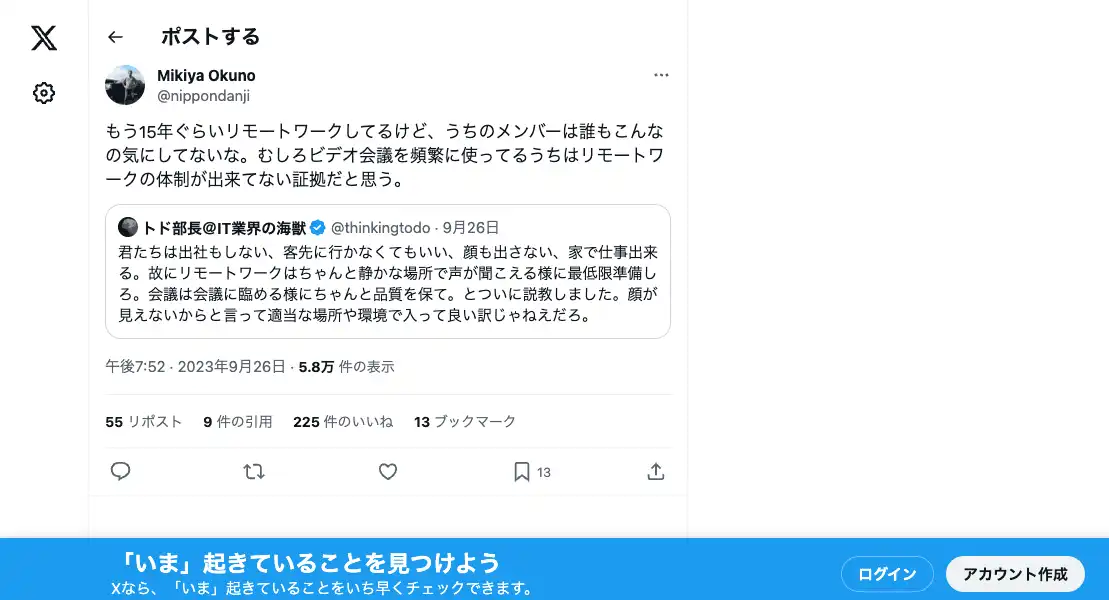 ポストする
Mikiya Okuno
@nippondanji
もう15年ぐらいリモートワークしてるけど、うちのメンバーは誰もこんな
の気にしてないな。むしろビデオ会議を頻繁に使ってるうちはリモートワ
ークの体制が出来てない証拠だと思う。
トド部長@IT業界の海獣 @thinkingtodo · 9月26日
君たちは出社もしない、客先に行かなくてもいい、顔も出さない、家で仕事出来
る。故にリモートワークはちゃんと静かな場所で声が聞こえる様に最低限準備し
ろ。会議は会議に臨める様にちゃんと品質を保て。とついに説教しました。顔が
見えないからと言って適当な場所や環境で入って良い訳じゃねえだろ。
午後7:52 · 2023年9月26日 · 5.8万 件の表示
55 リポスト 9 件の引用 225 件のいいね 13 ブックマーク
13
「いま」起きていることを見つけよう
Xなら、「いま」起きていることをいち早くチェックできます。
ログイン アカウント作成